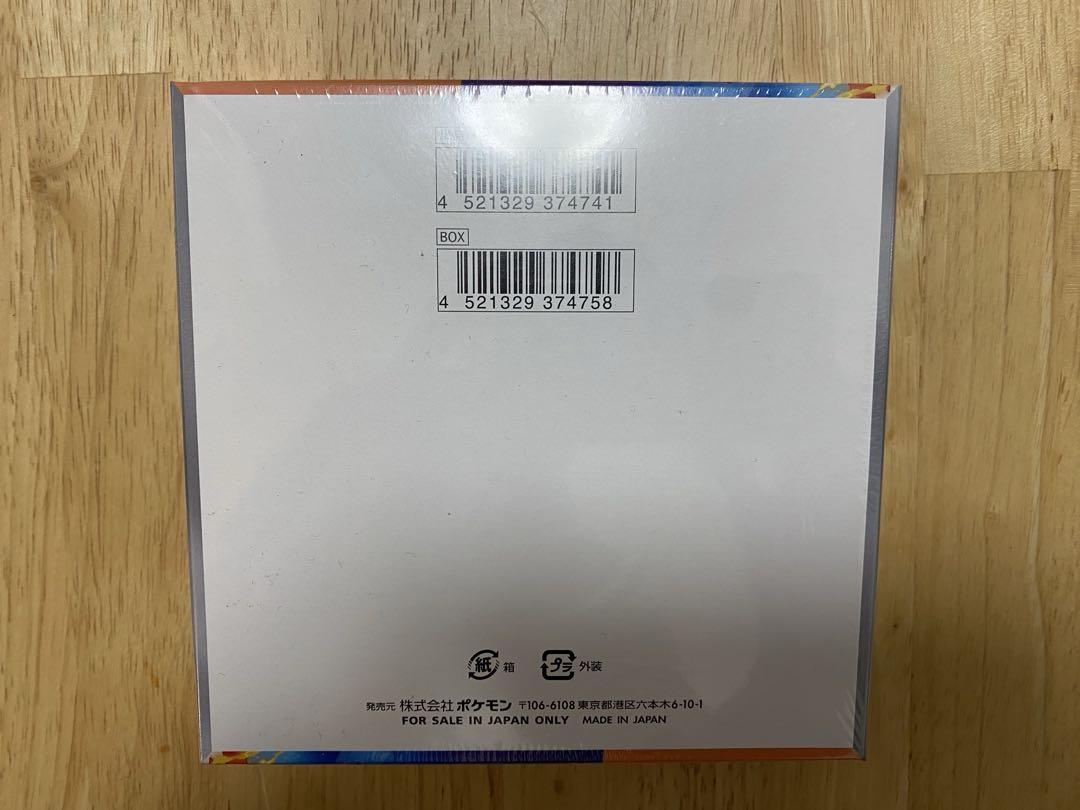 4 521329 374741
BOX
4 521329 374758
紙 箱 プラ 外装
発売元 株式会社 ポケモン 〒106-6108 東京都港区六本木6-10-1
FOR SALE IN JAPAN ONLY MADE IN JAPAN